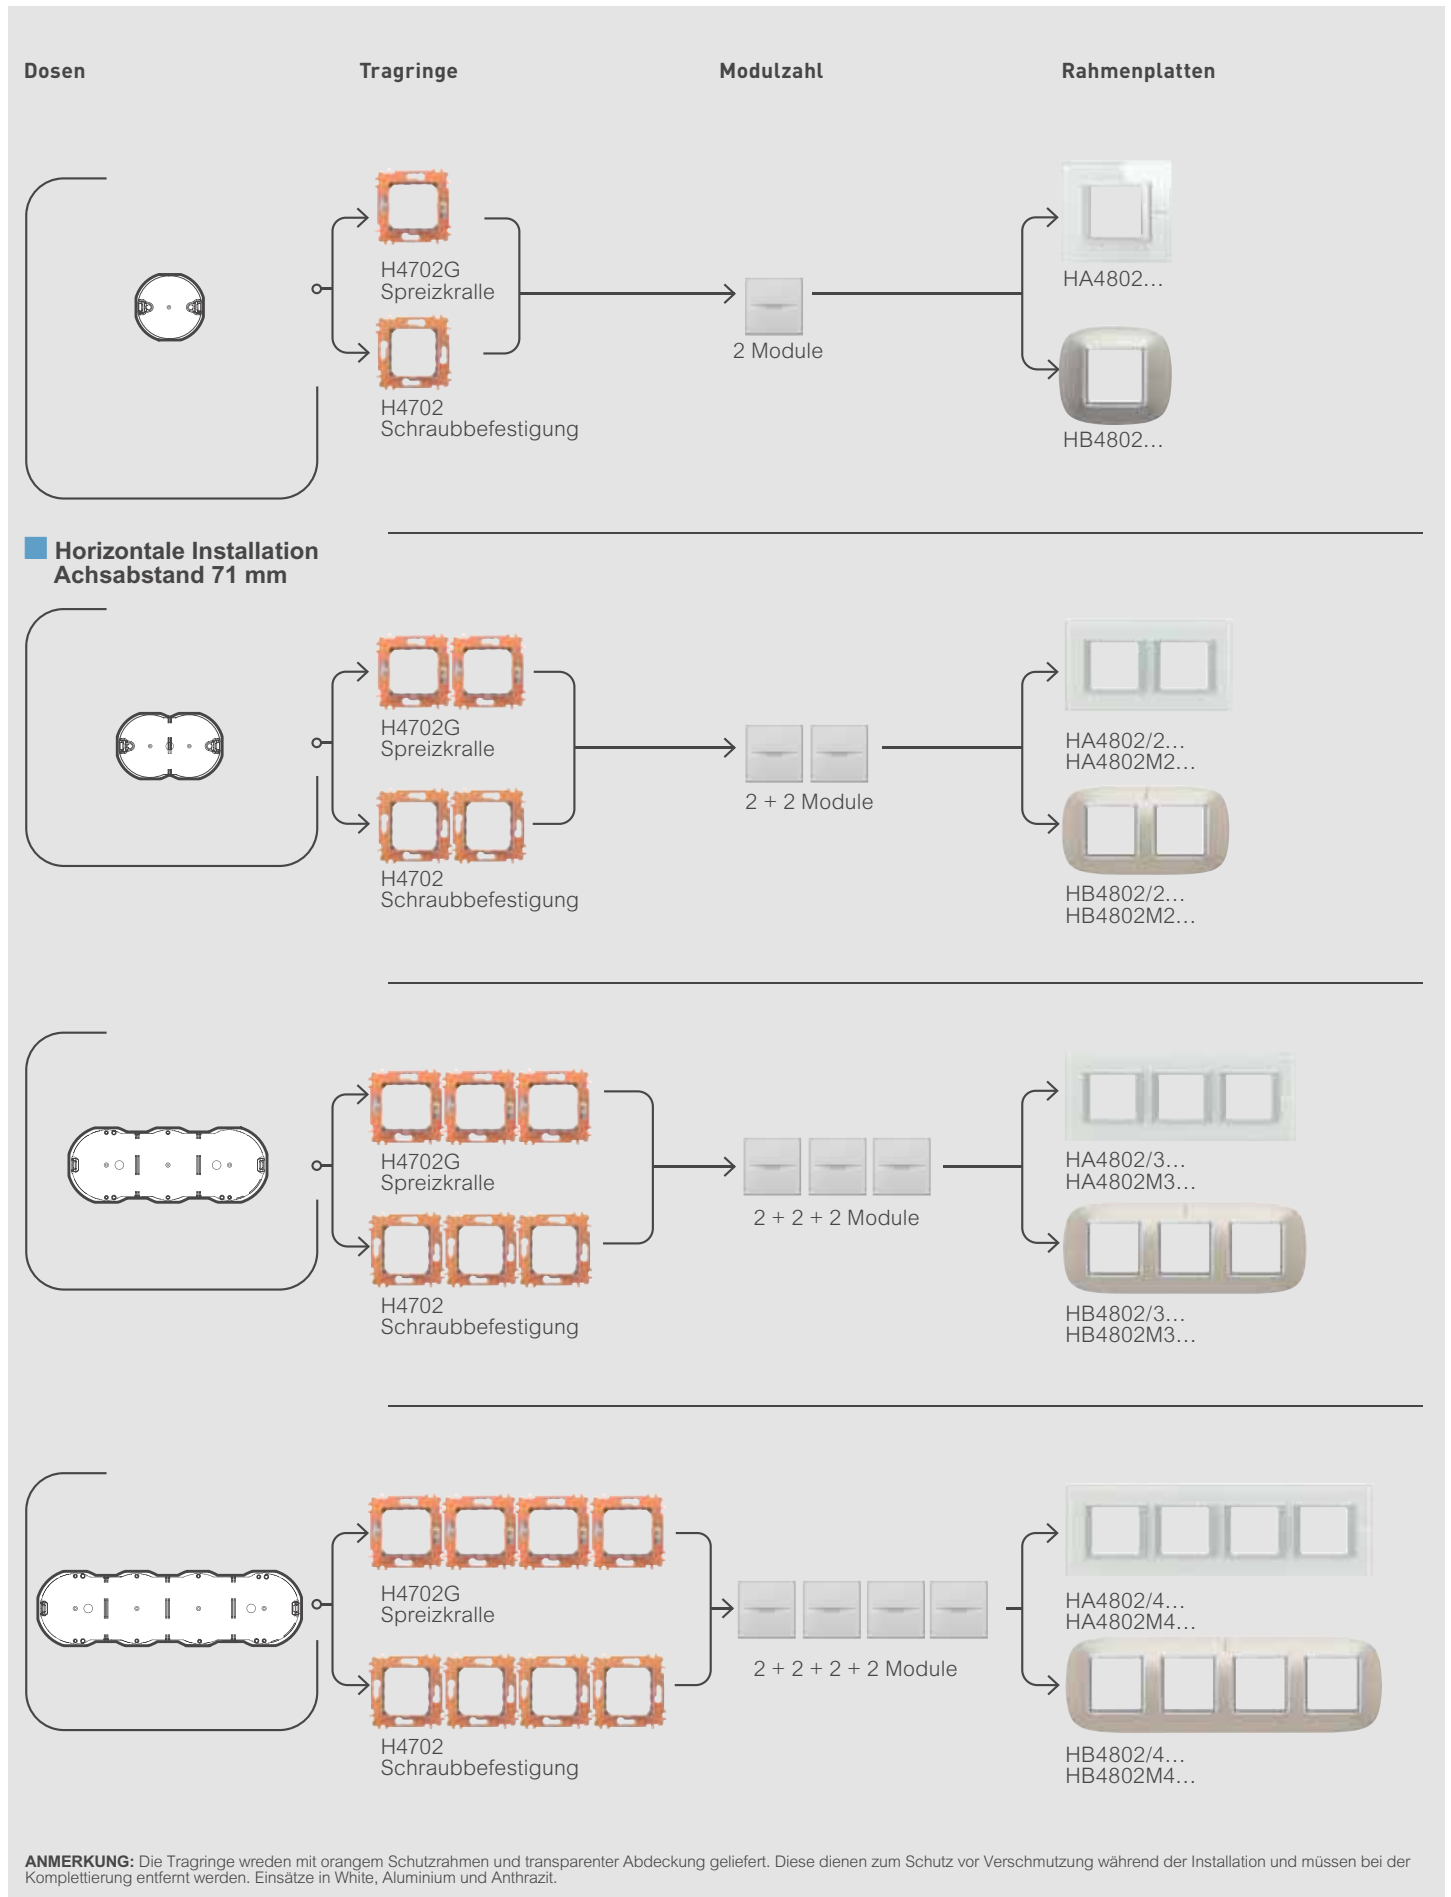 Dosen
Tragringe
Modulzahl
Rahmenplatten
H4702G
Spreizkralle
H4702
Schraubbefestigung
2 Module
HA4802...
HB4802...
Horizontale Installation
Achsabstand 71 mm
H4702G
Spreizkralle
H4702
Schraubbefestigung
2 + 2 Module
HA4802/2...
HA4802M2...
HB4802/2...
HB4802M2...
H4702G
Spreizkralle
H4702
Schraubbefestigung
2 + 2 + 2 Module
HA4802/3...
HA4802M3...
HB4802/3...
HB4802M3...
H4702G
Spreizkralle
H4702
Schraubbefestigung
2 + 2 + 2 + 2 Module
HA4802/4...
HA4802M4...
HB4802/4...
HB4802M4...
ANMERKUNG: Die Tragringe wreden mit orangem Schutzrahmen und transparenter Abdeckung geliefert. Diese dienen zum Schutz vor Verschmutzung während der Installation und müssen bei der
Komplettierung entfernt werden. Einsätze in White, Aluminium und Anthrazit.